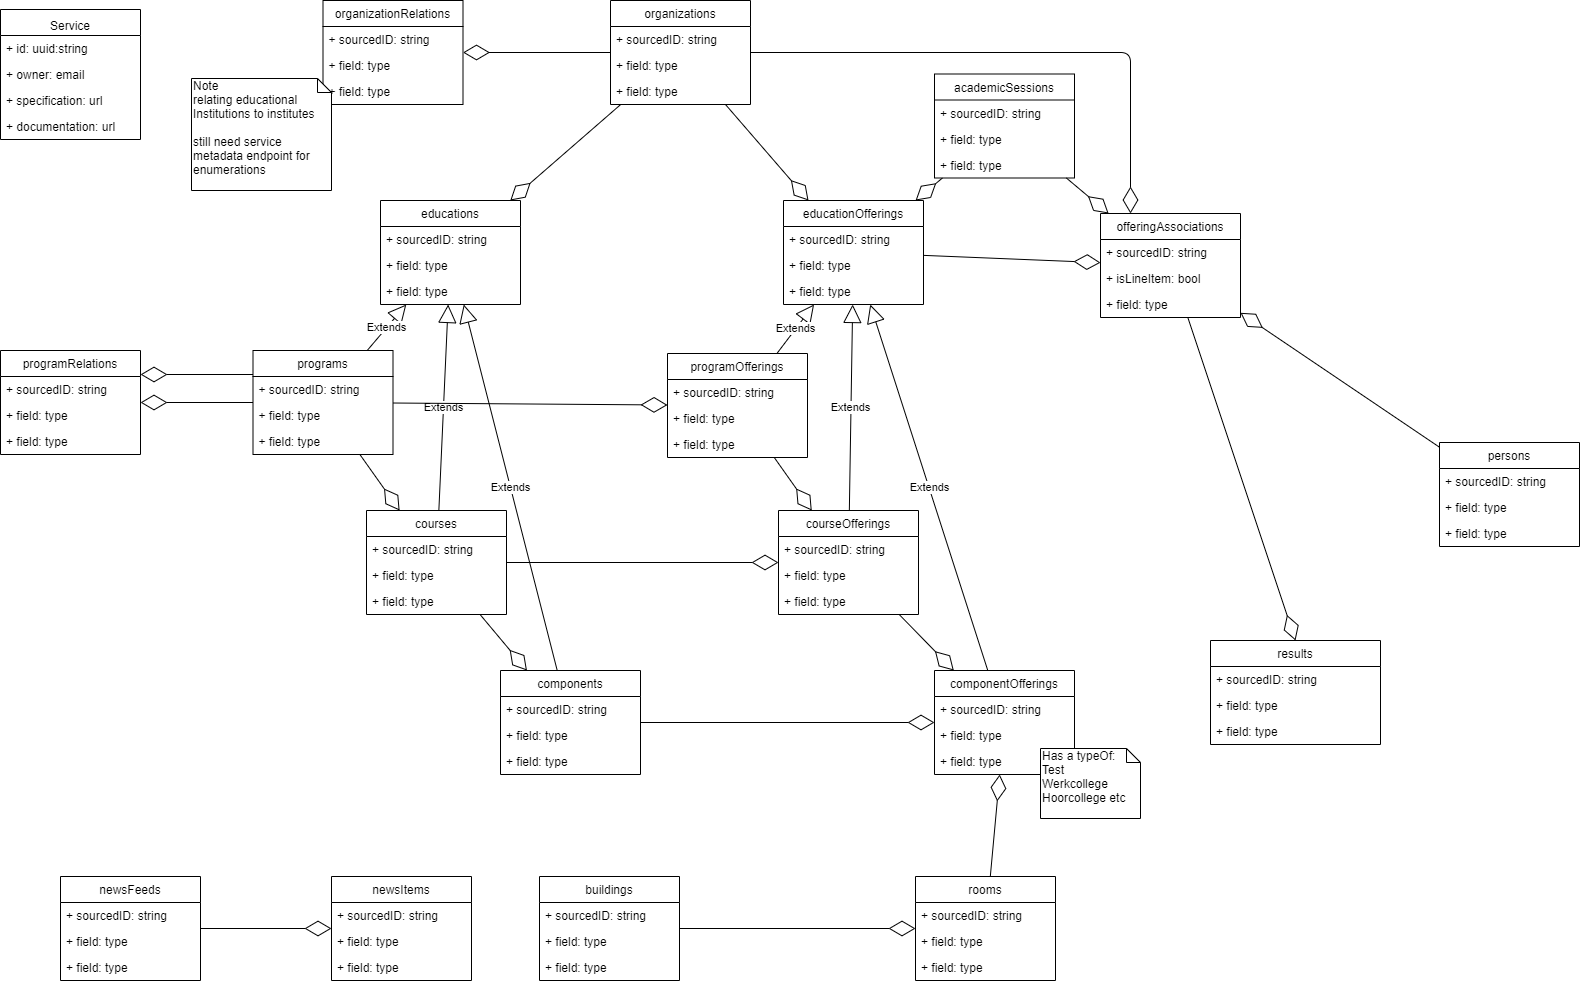 Service
+ id: uuid:string
+ owner: email
+ specification: url
+ documentation: url
organizationRelations
+ sourcedID: string
+ field: type
+ field: type
Note
relating educational
Institutions to institutes
still need service
metadata endpoint for
enumerations
organizations
+ sourcedID: string
+ field: type
+ field: type
academicSessions
+ sourcedID: string
+ field: type
+ field: type
educations
+ sourcedID: string
+ field: type
+ field: type
educationOfferings
+ sourcedID: string
+ field: type
+ field: type
offeringAssociations
+ sourcedID: string
+ isLineItem: bool
+ field: type
Extends
Extends
programRelations
+ sourcedID: string
+ field: type
+ field: type
programs
+ sourcedID: string
+ field: type
+ field: type
programOfferings
+ sourcedID: string
+ field: type
+ field: type
Extends
Extends
persons
+ sourcedID: string
+ field: type
+ field: type
Extends
Extends
courses
+ sourcedID: string
+ field: type
+ field: type
courseOfferings
+ sourcedID: string
+ field: type
+ field: type
results
+ sourcedID: string
+ field: type
+ field: type
components
+ sourcedID: string
+ field: type
+ field: type
componentOfferings
+ sourcedID: string
+ field: type
+ field: type
Has a typeOf:
Test
Werkcollege
Hoorcollege etc
newsFeeds
+ sourcedID: string
+ field: type
+ field: type
newsItems
+ sourcedID: string
+ field: type
+ field: type
buildings
+ sourcedID: string
+ field: type
+ field: type
rooms
+ sourcedID: string
+ field: type
+ field: type